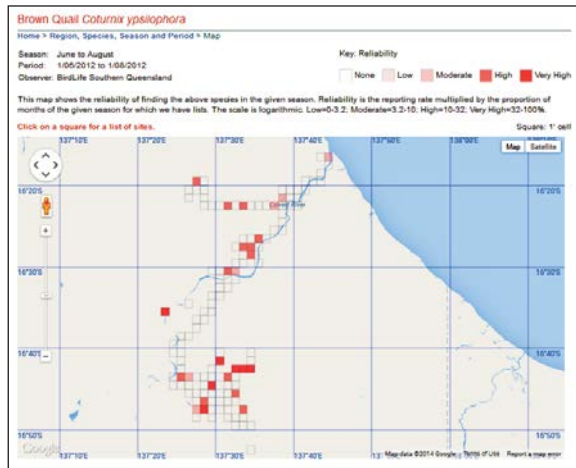 Brown Quail Coturnix ypsilophora
Home > Region, Species, Season and Period > Map
Season: June to August
Period: 1/06/2012 to 1/08/2012
Observer: BirdLife Southern Queensland
Key: Reliability
None Low Moderate High Very High
This map shows the reliability of finding the above species in the given season. Reliability is the reporting rate multiplied by the proportion of
months of the given season for which we have lists. The scale is logarithmic. Low=0-3.2; Moderate=3.2-10; High=10-32; Very High=32-100%.
Click on a square for a list of sites.
Square: 1' cell
137°10'E 137°20'E 137°30'E 137°40'E 137°50'E 138°00'E 138°10'E
Map Satellite
16°20'S 16°20'S
16°30'S 16°30'S
16°40'S 16°40'S
16°50'S 16°50'S
Google
137°10'E 137°20'E 137°30'E 137°40'E
Map data ©2014 Google Terms of Use Report a map error